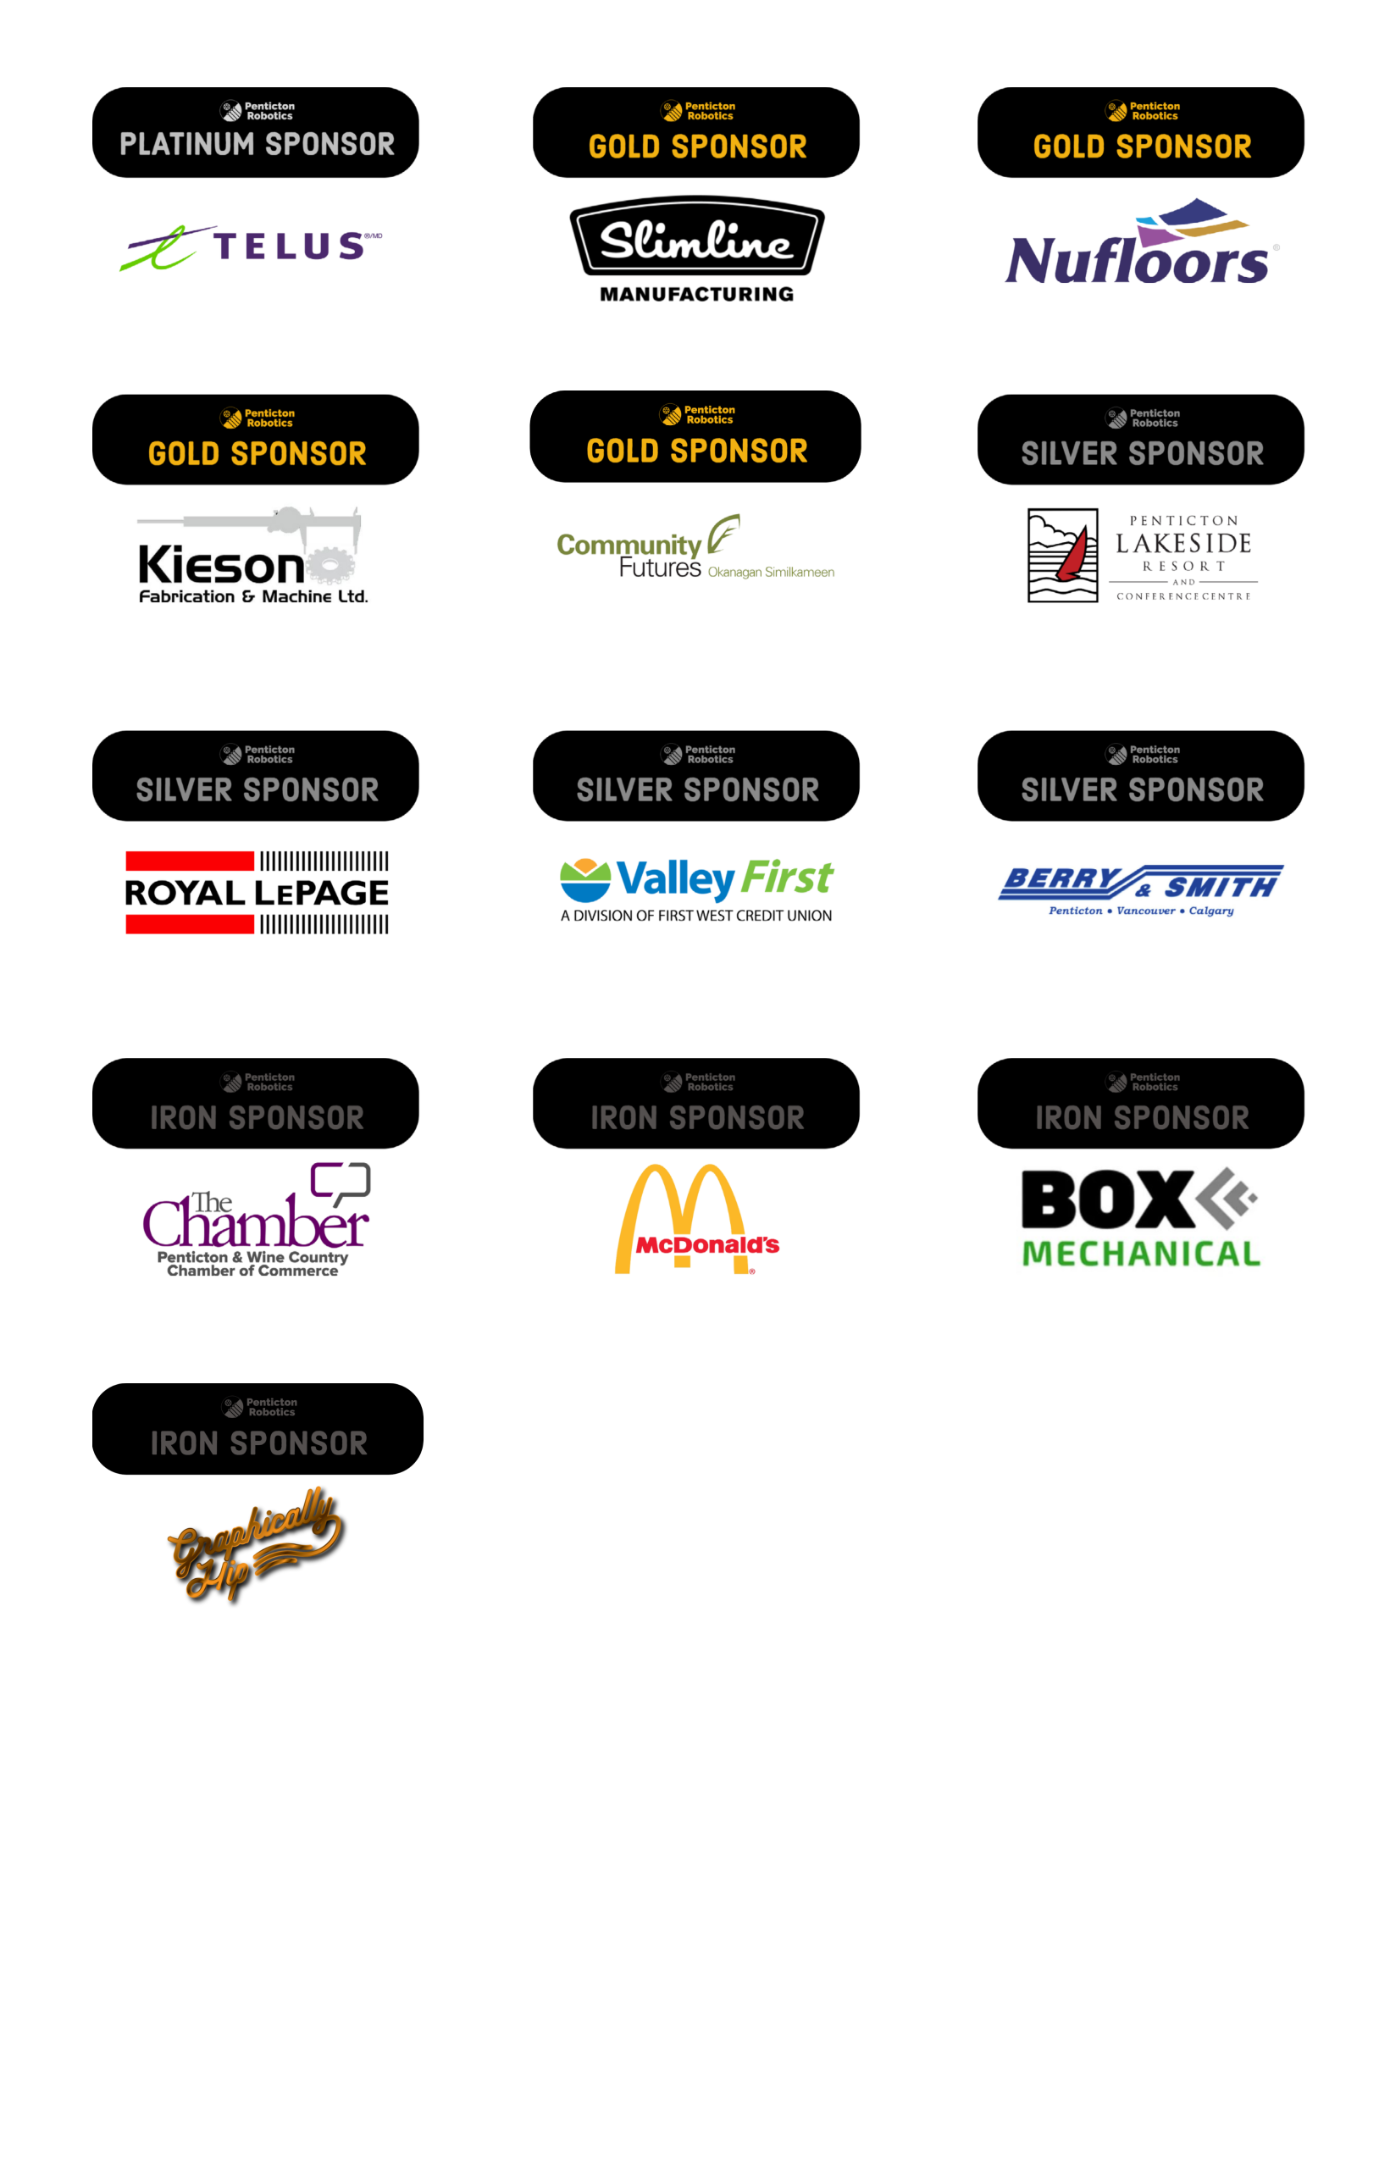 Penticton
Robotics
PLATINUM SPONSOR
TELUS®/MD
Penticton
Robotics
GOLD SPONSOR
Slimline
MANUFACTURING
Penticton
Robotics
GOLD SPONSOR
Nufloors®
Penticton
Robotics
GOLD SPONSOR
Kieson
Fabrication & Machine Ltd.
Penticton
Robotics
GOLD SPONSOR
Community
Futures Okanagan Similkameen
Penticton
Robotics
SILVER SPONSOR
PENTICTON
LAKESIDE
RESORT
AND
CONFERENCE CENTRE
Penticton
Robotics
SILVER SPONSOR
ROYAL LEPAGE
Penticton
Robotics
SILVER SPONSOR
Valley First
A DIVISION OF FIRST WEST CREDIT UNION
Penticton
Robotics
SILVER SPONSOR
BERRY & SMITH
Penticton • Vancouver • Calgary
Penticton
Robotics
IRON SPONSOR
The
Chamber
Penticton & Wine Country
Chamber of Commerce
Penticton
Robotics
IRON SPONSOR
McDonald's
®
Penticton
Robotics
IRON SPONSOR
BOX
MECHANICAL
Penticton
Robotics
IRON SPONSOR
Graphically
Hip